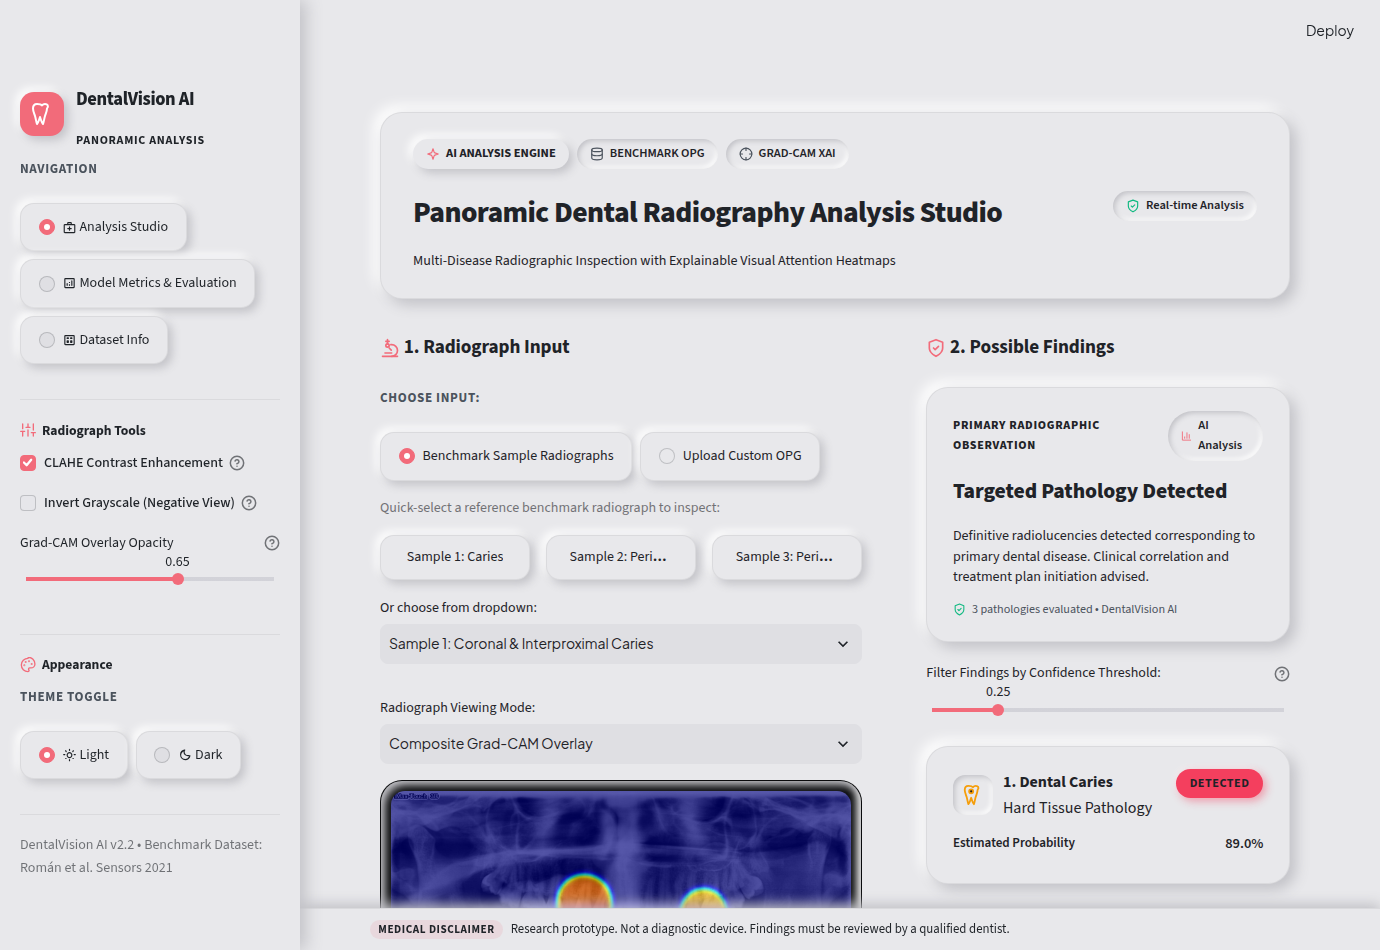 Deploy
DentalVision AI
PANORAMIC ANALYSIS
NAVIGATION
Analysis Studio
Model Metrics & Evaluation
Dataset Info
Radiograph Tools
CLAHE Contrast Enhancement
Invert Grayscale (Negative View)
Grad-CAM Overlay Opacity
0.65
Appearance
THEME TOGGLE
Light
Dark
DentalVision AI v2.2 • Benchmark Dataset:
Román et al. Sensors 2021
AI ANALYSIS ENGINE
BENCHMARK OPG
GRAD-CAM XAI
Panoramic Dental Radiography Analysis Studio
Real-time Analysis
Multi-Disease Radiographic Inspection with Explainable Visual Attention Heatmaps
1. Radiograph Input
CHOOSE INPUT:
Benchmark Sample Radiographs
Upload Custom OPG
Quick-select a reference benchmark radiograph to inspect:
Sample 1: Caries
Sample 2: Peri...
Sample 3: Peri...
Or choose from dropdown:
Sample 1: Coronal & Interproximal Caries
Radiograph Viewing Mode:
Composite Grad-CAM Overlay
2. Possible Findings
PRIMARY RADIOGRAPHIC
OBSERVATION
AI
Analysis
Targeted Pathology Detected
Definitive radiolucencies detected corresponding to
primary dental disease. Clinical correlation and
treatment plan initiation advised.
3 pathologies evaluated • DentalVision AI
Filter Findings by Confidence Threshold:
0.25
1. Dental Caries
Hard Tissue Pathology
DETECTED
Estimated Probability
89.0%
MEDICAL DISCLAIMER
Research prototype. Not a diagnostic device. Findings must be reviewed by a qualified dentist.